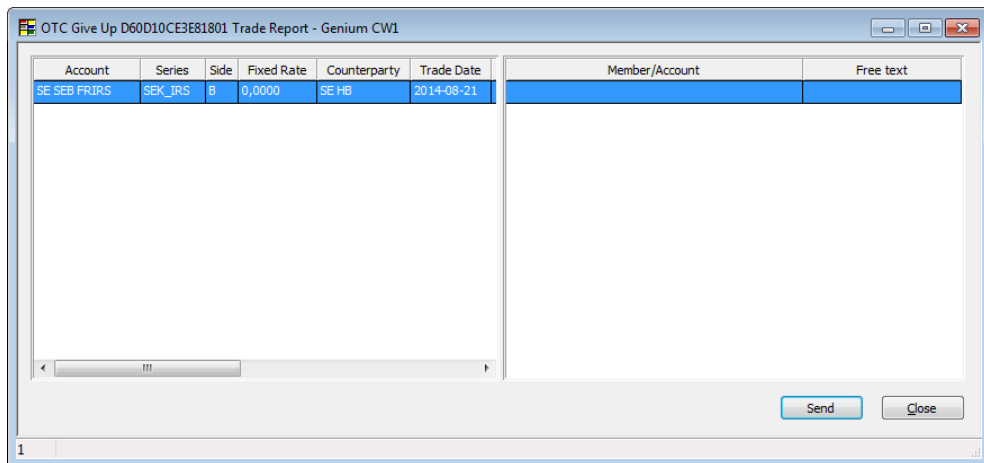 OTC Give Up D60D10CE3E81801 Trade Report - Genium CW1
Account Series Side Fixed Rate Counterparty Trade Date Member/Account Free text
SE SEB FRIRS SEK_IRS B 0,0000 SE HB 2014-08-21
Send Close
1